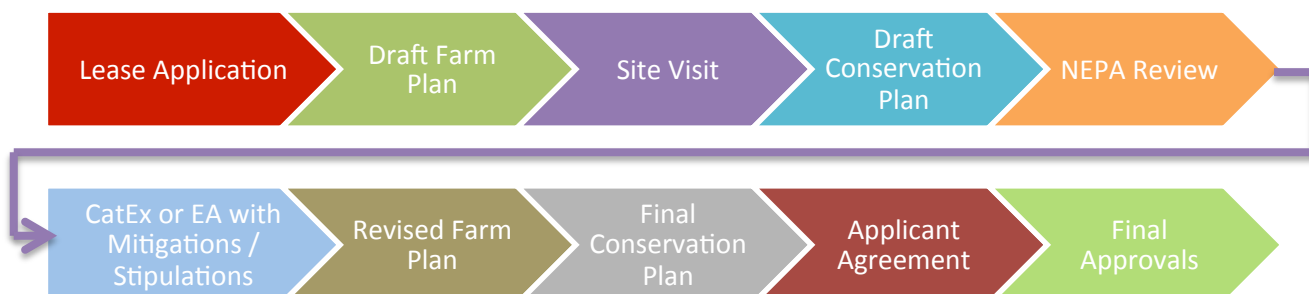 Lease Application
Draft Farm
Plan
Site Visit
Draft
Conservation
Plan
NEPA Review
CatEx or EA with
Mitigations /
Stipulations
Revised Farm
Plan
Final
Conservation
Plan
Applicant
Agreement
Final
Approvals